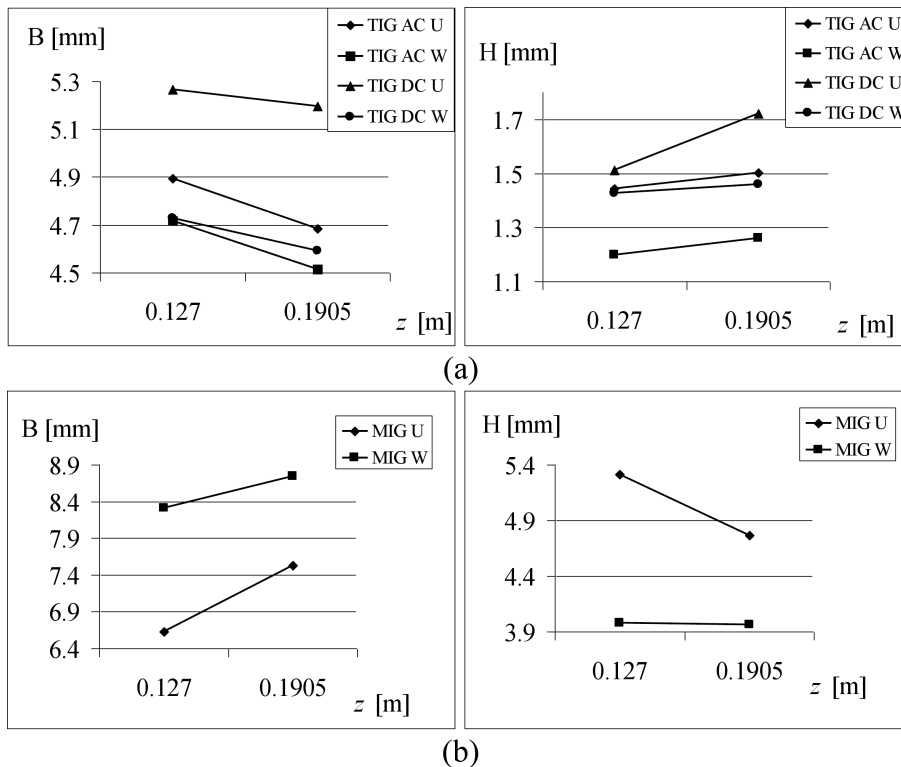 B [mm]
TIG AC U
TIG AC W
TIG DC U
TIG DC W
5.3
5.1
4.9
4.7
4.5
0.127
0.1905
z [m]
H [mm]
TIG AC U
TIG AC W
TIG DC U
TIG DC W
1.7
1.5
1.3
1.1
0.127
0.1905
z [m]
(a)
B [mm]
MIG U
MIG W
8.9
8.4
7.9
7.4
6.9
6.4
0.127
0.1905
z [m]
H [mm]
MIG U
MIG W
5.4
4.9
4.4
3.9
0.127
0.1905
z [m]
(b)